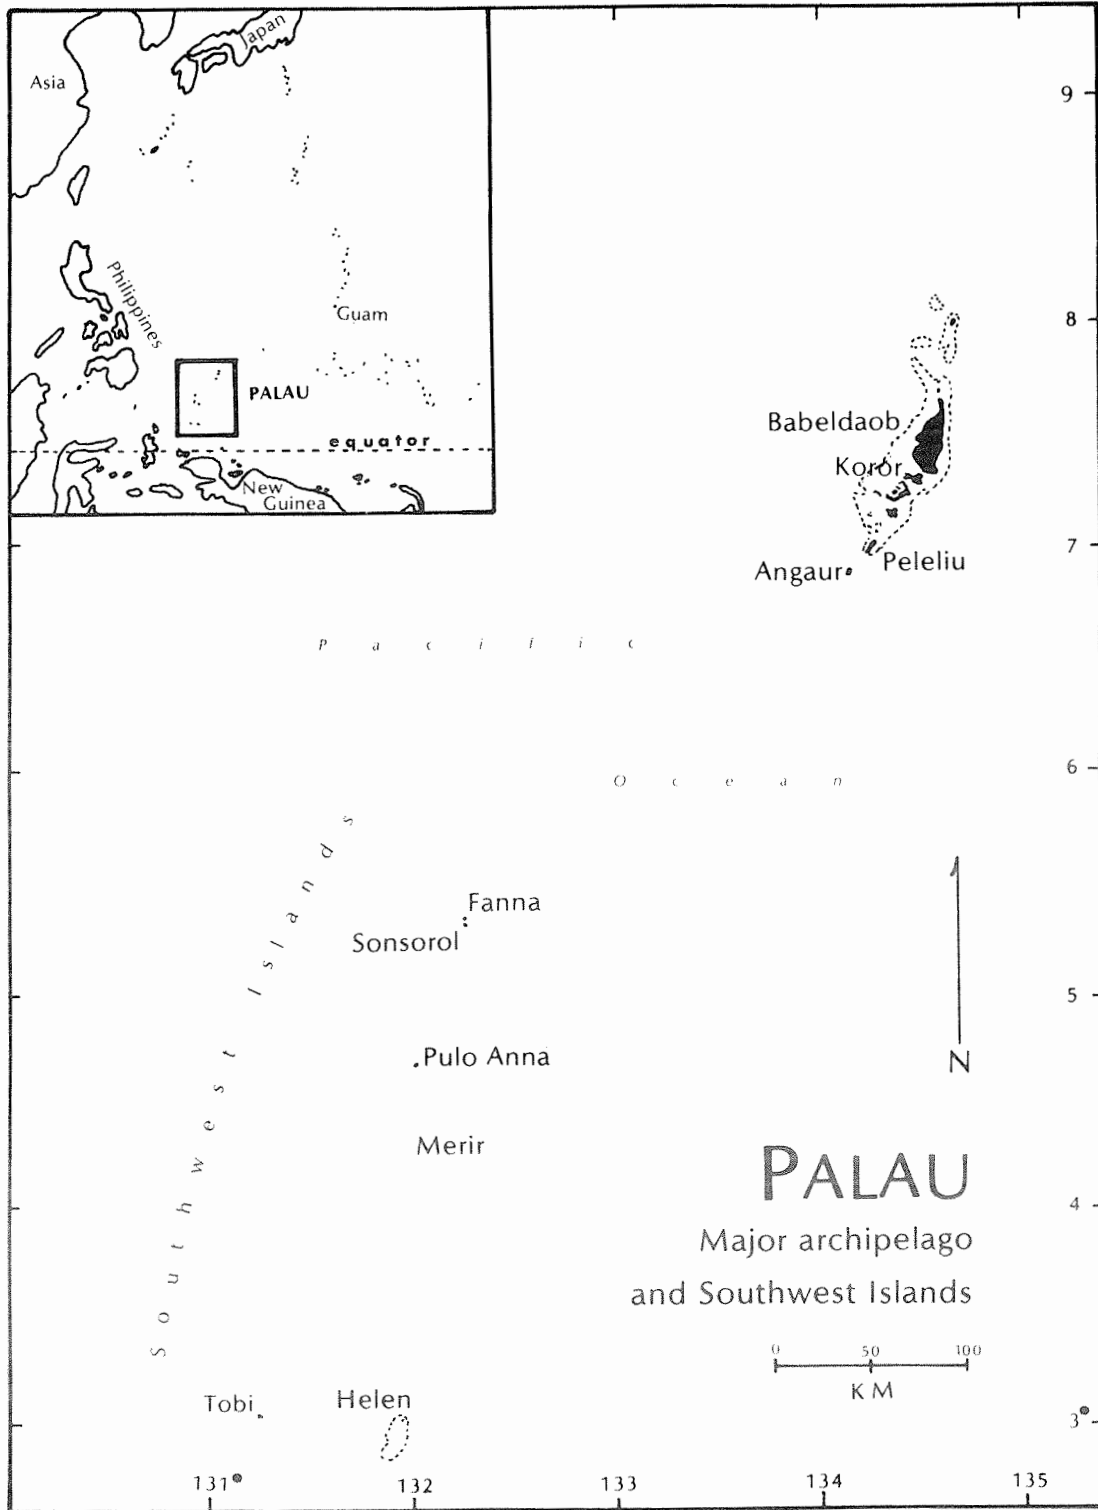 Japan
Asia
Philippines
Guam
PALAU
equator
New
Guinea
9
8
Babeldaob
Koror
7
Angaur
Peleliu
Pacific
6
Ocean
Southwest Islands
Fanna
Sonsorol
5
Pulo Anna
N
Merir
PALAU
4
Major archipelago
and Southwest Islands
0 50 100
KM
Tobi
Helen
3°
131° 132 133 134 135